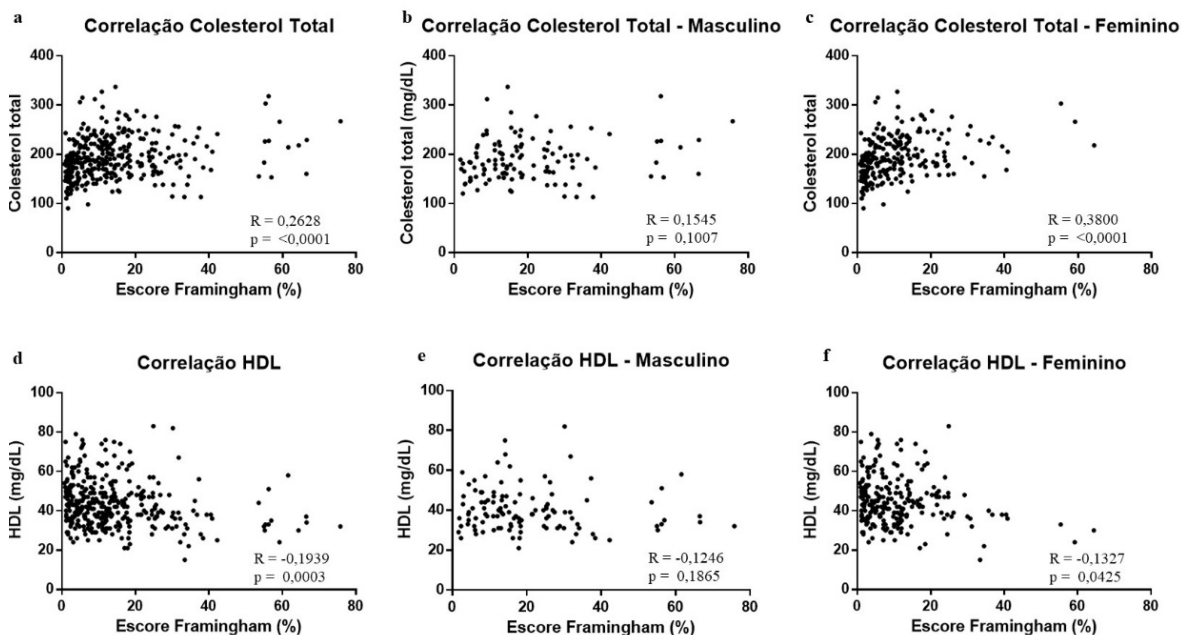 a
Correlação Colesterol Total
Colesterol total
400
300
200
100
0
R = 0,2628
p = <0,0001
0 20 40 60 80
Escore Framingham (%)
b
Correlação Colesterol Total - Masculino
Colesterol total (mg/dL)
400
300
200
100
0
R = 0,1545
p = 0,1007
0 20 40 60 80
Escore Framingham (%)
c
Correlação Colesterol Total - Feminino
Colesterol total
400
300
200
100
0
R = 0,3800
p = <0,0001
0 20 40 60 80
Escore Framingham (%)
d
Correlação HDL
HDL (mg/dL)
100
80
60
40
20
0
R = -0,1939
p = 0,0003
0 20 40 60 80
Escore Framingham (%)
e
Correlação HDL - Masculino
HDL (mg/dL)
100
80
60
40
20
0
R = -0,1246
p = 0,1865
0 20 40 60 80
Escore Framingham (%)
f
Correlação HDL - Feminino
HDL (mg/dL)
100
80
60
40
20
0
R = -0,1327
p = 0,0425
0 20 40 60 80
Escore Framingham (%)